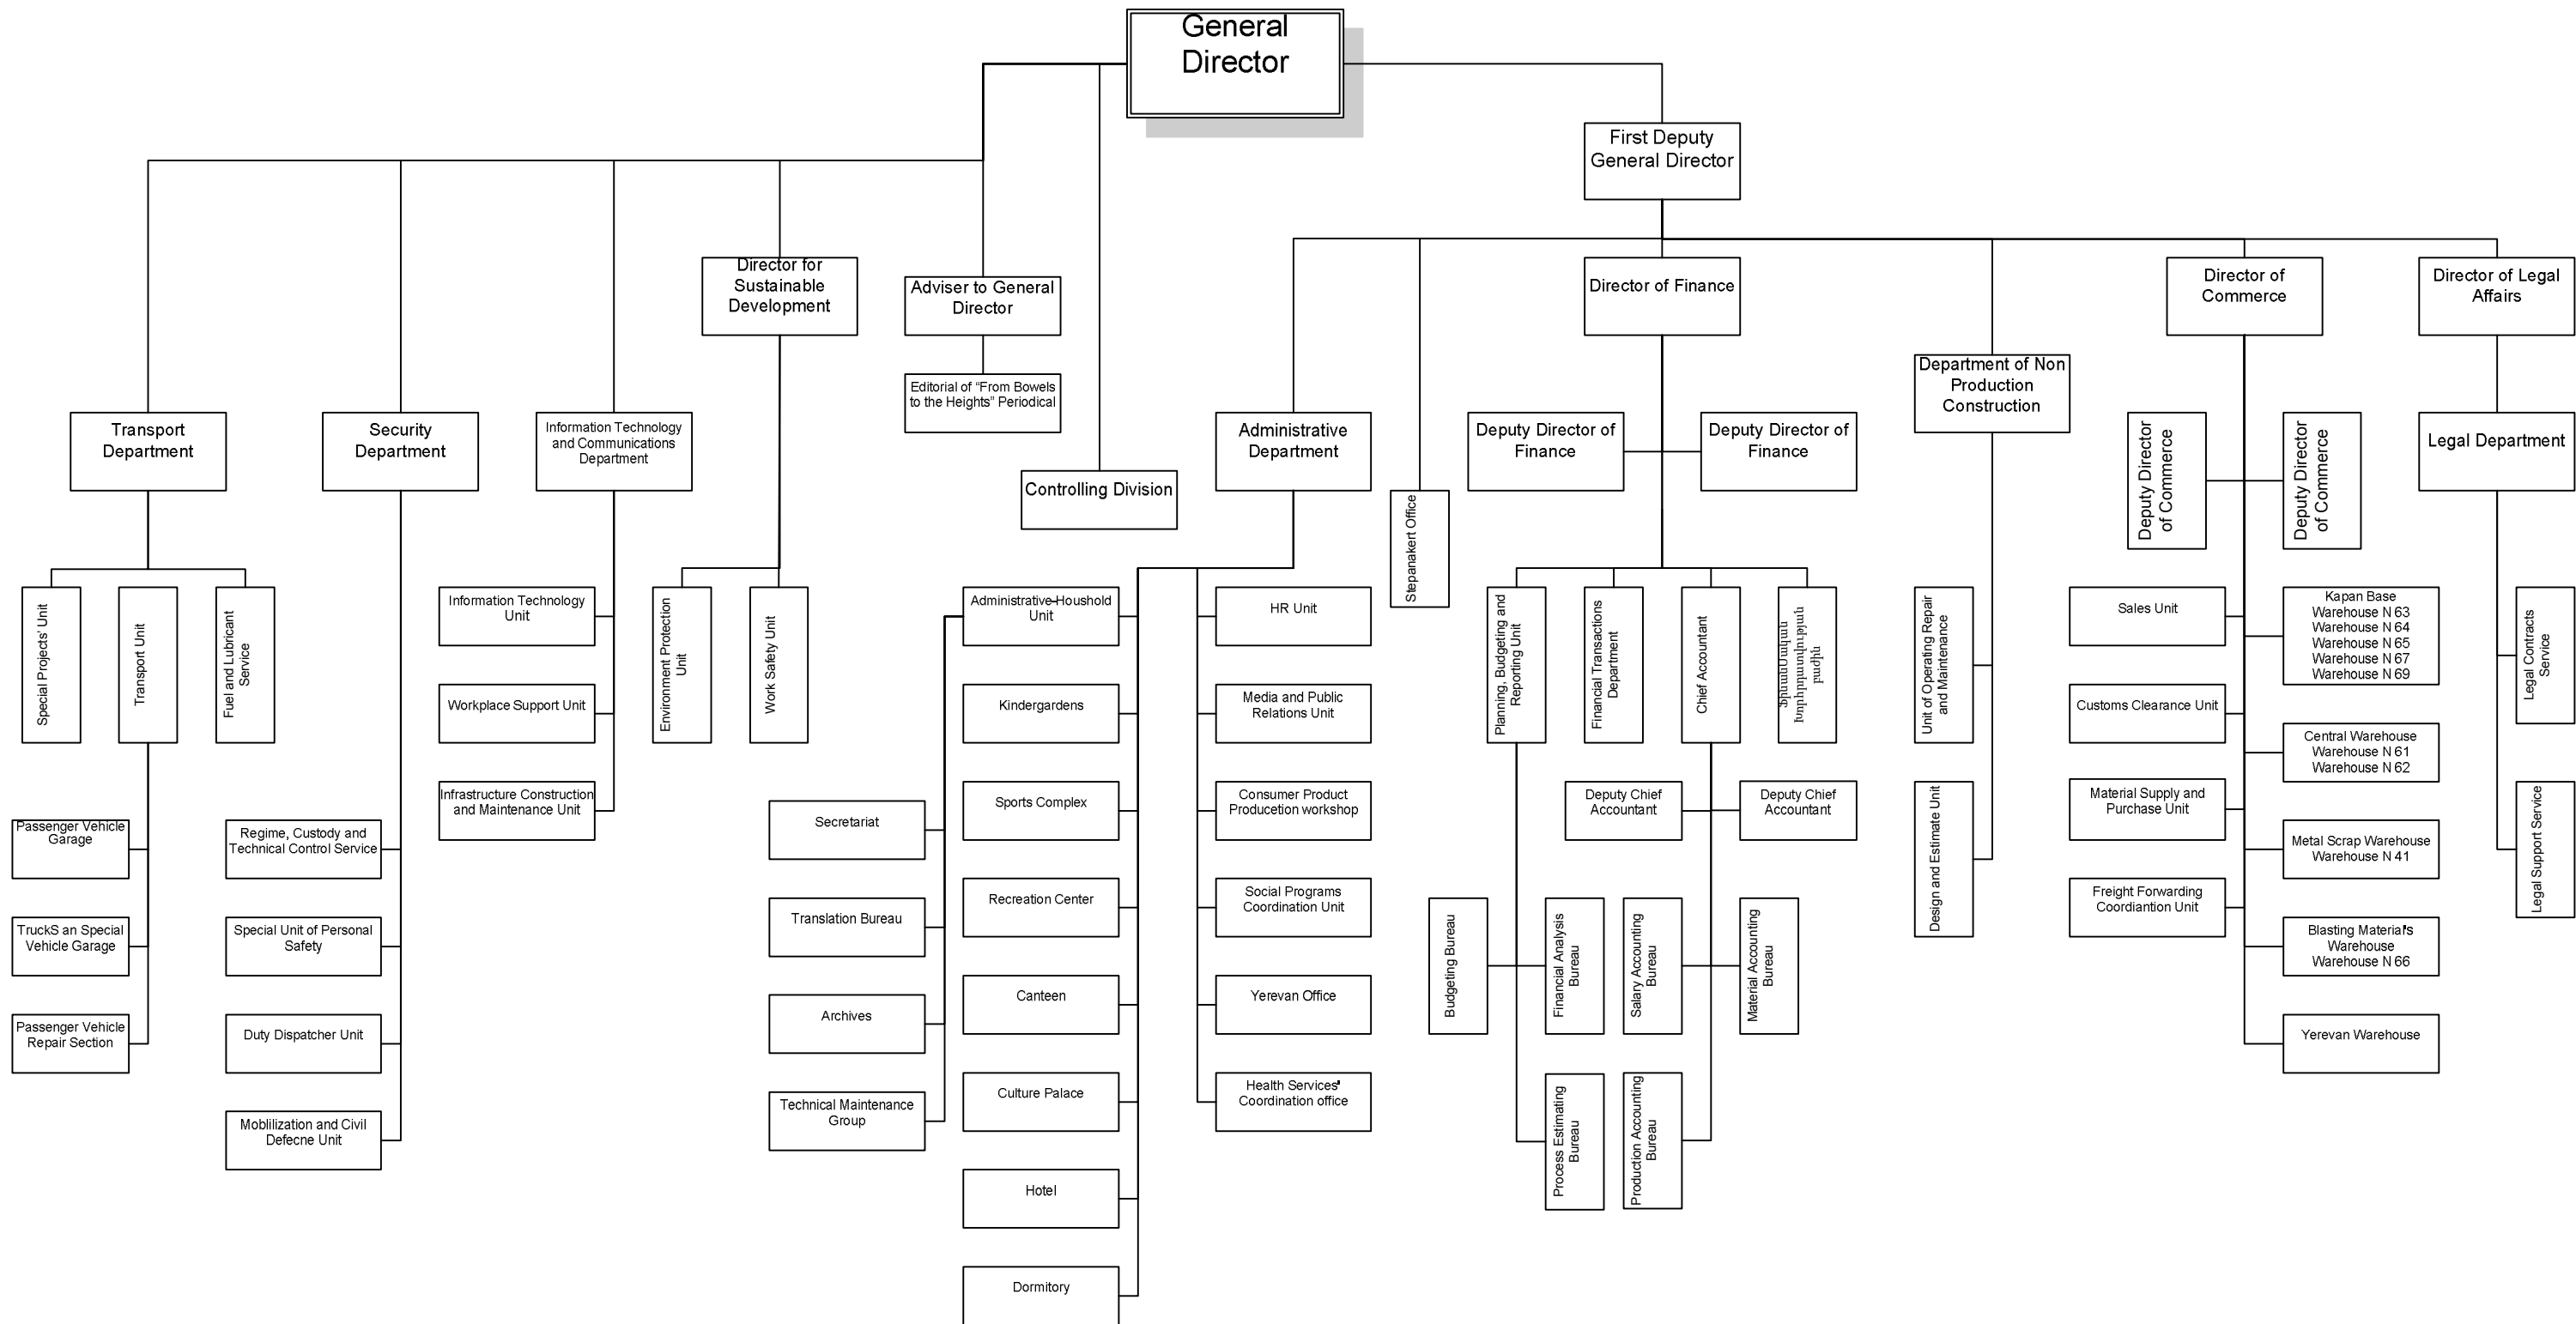 General
Director
First Deputy
General Director
Director for
Sustainable
Development
Adviser to General
Director
Director of Finance
Director of
Commerce
Director of Legal
Affairs
Editorial of “From Bowels
to the Heights” Periodical
Department of Non
Production
Construction
Transport
Department
Security
Department
Information Technology
and Communications
Department
Controlling Division
Administrative
Department
Stepanakert Office
Deputy Director of
Finance
Deputy Director of
Finance
Deputy Director
of Commerce
Deputy Director
of Commerce
Legal Department
Special Projects’ Unit
Transport Unit
Fuel and Lubricant
Service
Information Technology
Unit
Workplace Support Unit
Infrastructure Construction
and Maintenance Unit
Environment Protection
Unit
Work Safety Unit
Administrative-Houshold
Unit
Kindergardens
Sports Complex
Recreation Center
Canteen
Culture Palace
Hotel
Dormitory
HR Unit
Media and Public
Relations Unit
Consumer Product
Producetion workshop
Social Programs
Coordination Unit
Yerevan Office
Health Services'
Coordination office
Planning, Budgeting and
Reporting Unit
Financial Transactions
Department
Chief Accountant
Ֆինանսական
խորհրդատվության
բաժին
Unit of Operating Repair
and Maintenance
Design and Estimate Unit
Sales Unit
Customs Clearance Unit
Material Supply and
Purchase Unit
Freight Forwarding
Coordiantion Unit
Kapan Base
Warehouse N 63
Warehouse N 64
Warehouse N 65
Warehouse N 67
Warehouse N 69
Central Warehouse
Warehouse N 61
Warehouse N 62
Metal Scrap Warehouse
Warehouse N 41
Blasting Material's
Warehouse
Warehouse N 66
Yerevan Warehouse
Legal Contracts
Service
Legal Support Service
Passenger Vehicle
Garage
TruckS an Special
Vehicle Garage
Passenger Vehicle
Repair Section
Regime, Custody and
Technical Control Service
Special Unit of Personal
Safety
Duty Dispatcher Unit
Moblilization and Civil
Defecne Unit
Secretariat
Translation Bureau
Archives
Technical Maintenance
Group
Deputy Chief
Accountant
Deputy Chief
Accountant
Budgeting Bureau
Financial Analysis
Bureau
Salary Accounting
Bureau
Material Accounting
Bureau
Process Estimating
Bureau
Production Accounting
Bureau